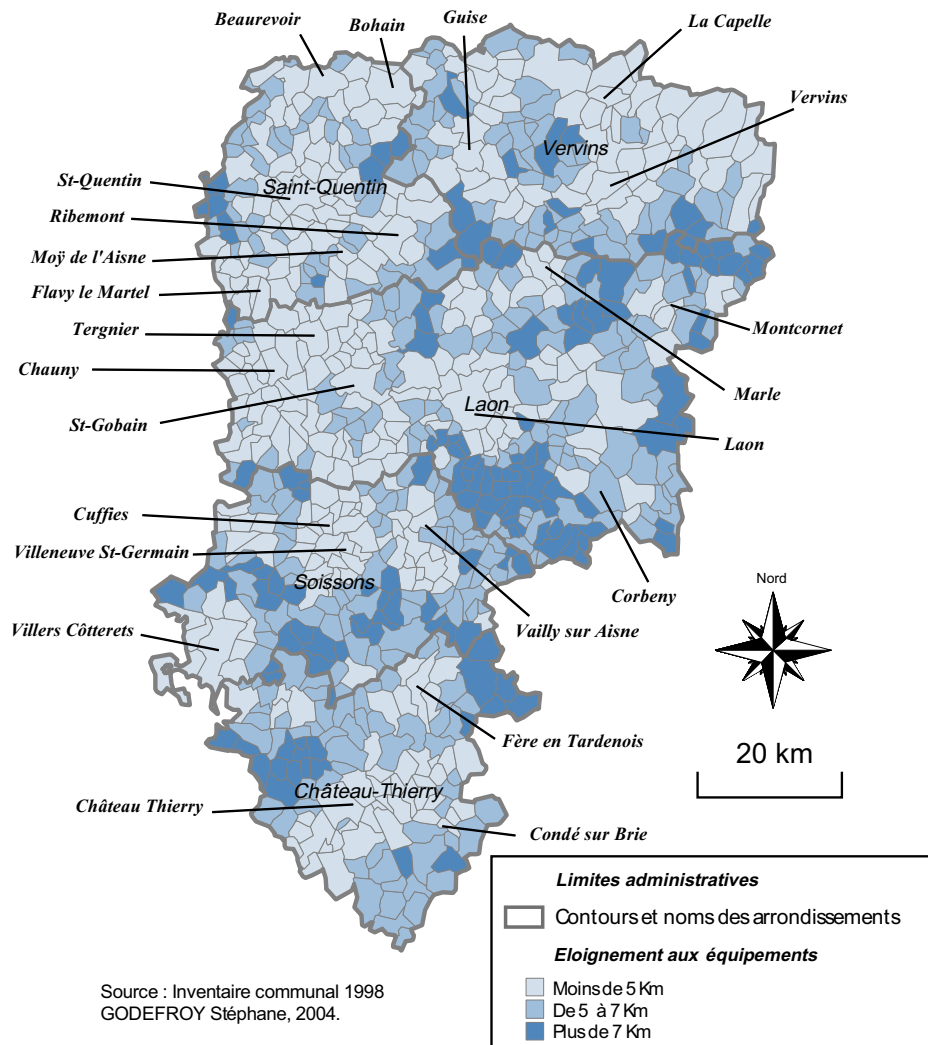 Beaurevoir
Bohain
Guise
La Capelle
Vervins
Vervins
St-Quentin
Saint-Quentin
Ribemont
Moÿ de l'Aisne
Flavy le Martel
Tergnier
Montcornet
Chauny
Marle
St-Gobain
Laon
Laon
Cuffies
Villeneuve St-Germain
Soissons
Corbeny
Nord
Villers Côtterets
Vailly sur Aisne
Fère en Tardenois
20 km
Château-Thierry
Château Thierry
Condé sur Brie
Limites administratives
Contours et noms des arrondissements
Eloignement aux équipements
Moins de 5 Km
De 5 à 7 Km
Plus de 7 Km
Source : Inventaire communal 1998
GODEFROY Stéphane, 2004.